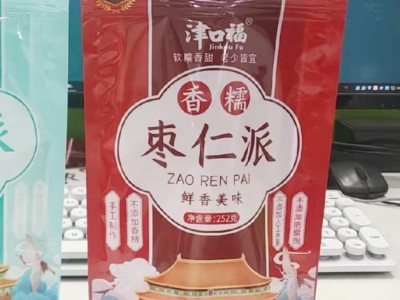 津口福
Jinkou Fu
软糯香甜 老少皆宜
香糯
枣仁派
ZAO REN PAI
鲜香美味
手工制作
不添加香精
不添加防腐剂
净含量:252克
派